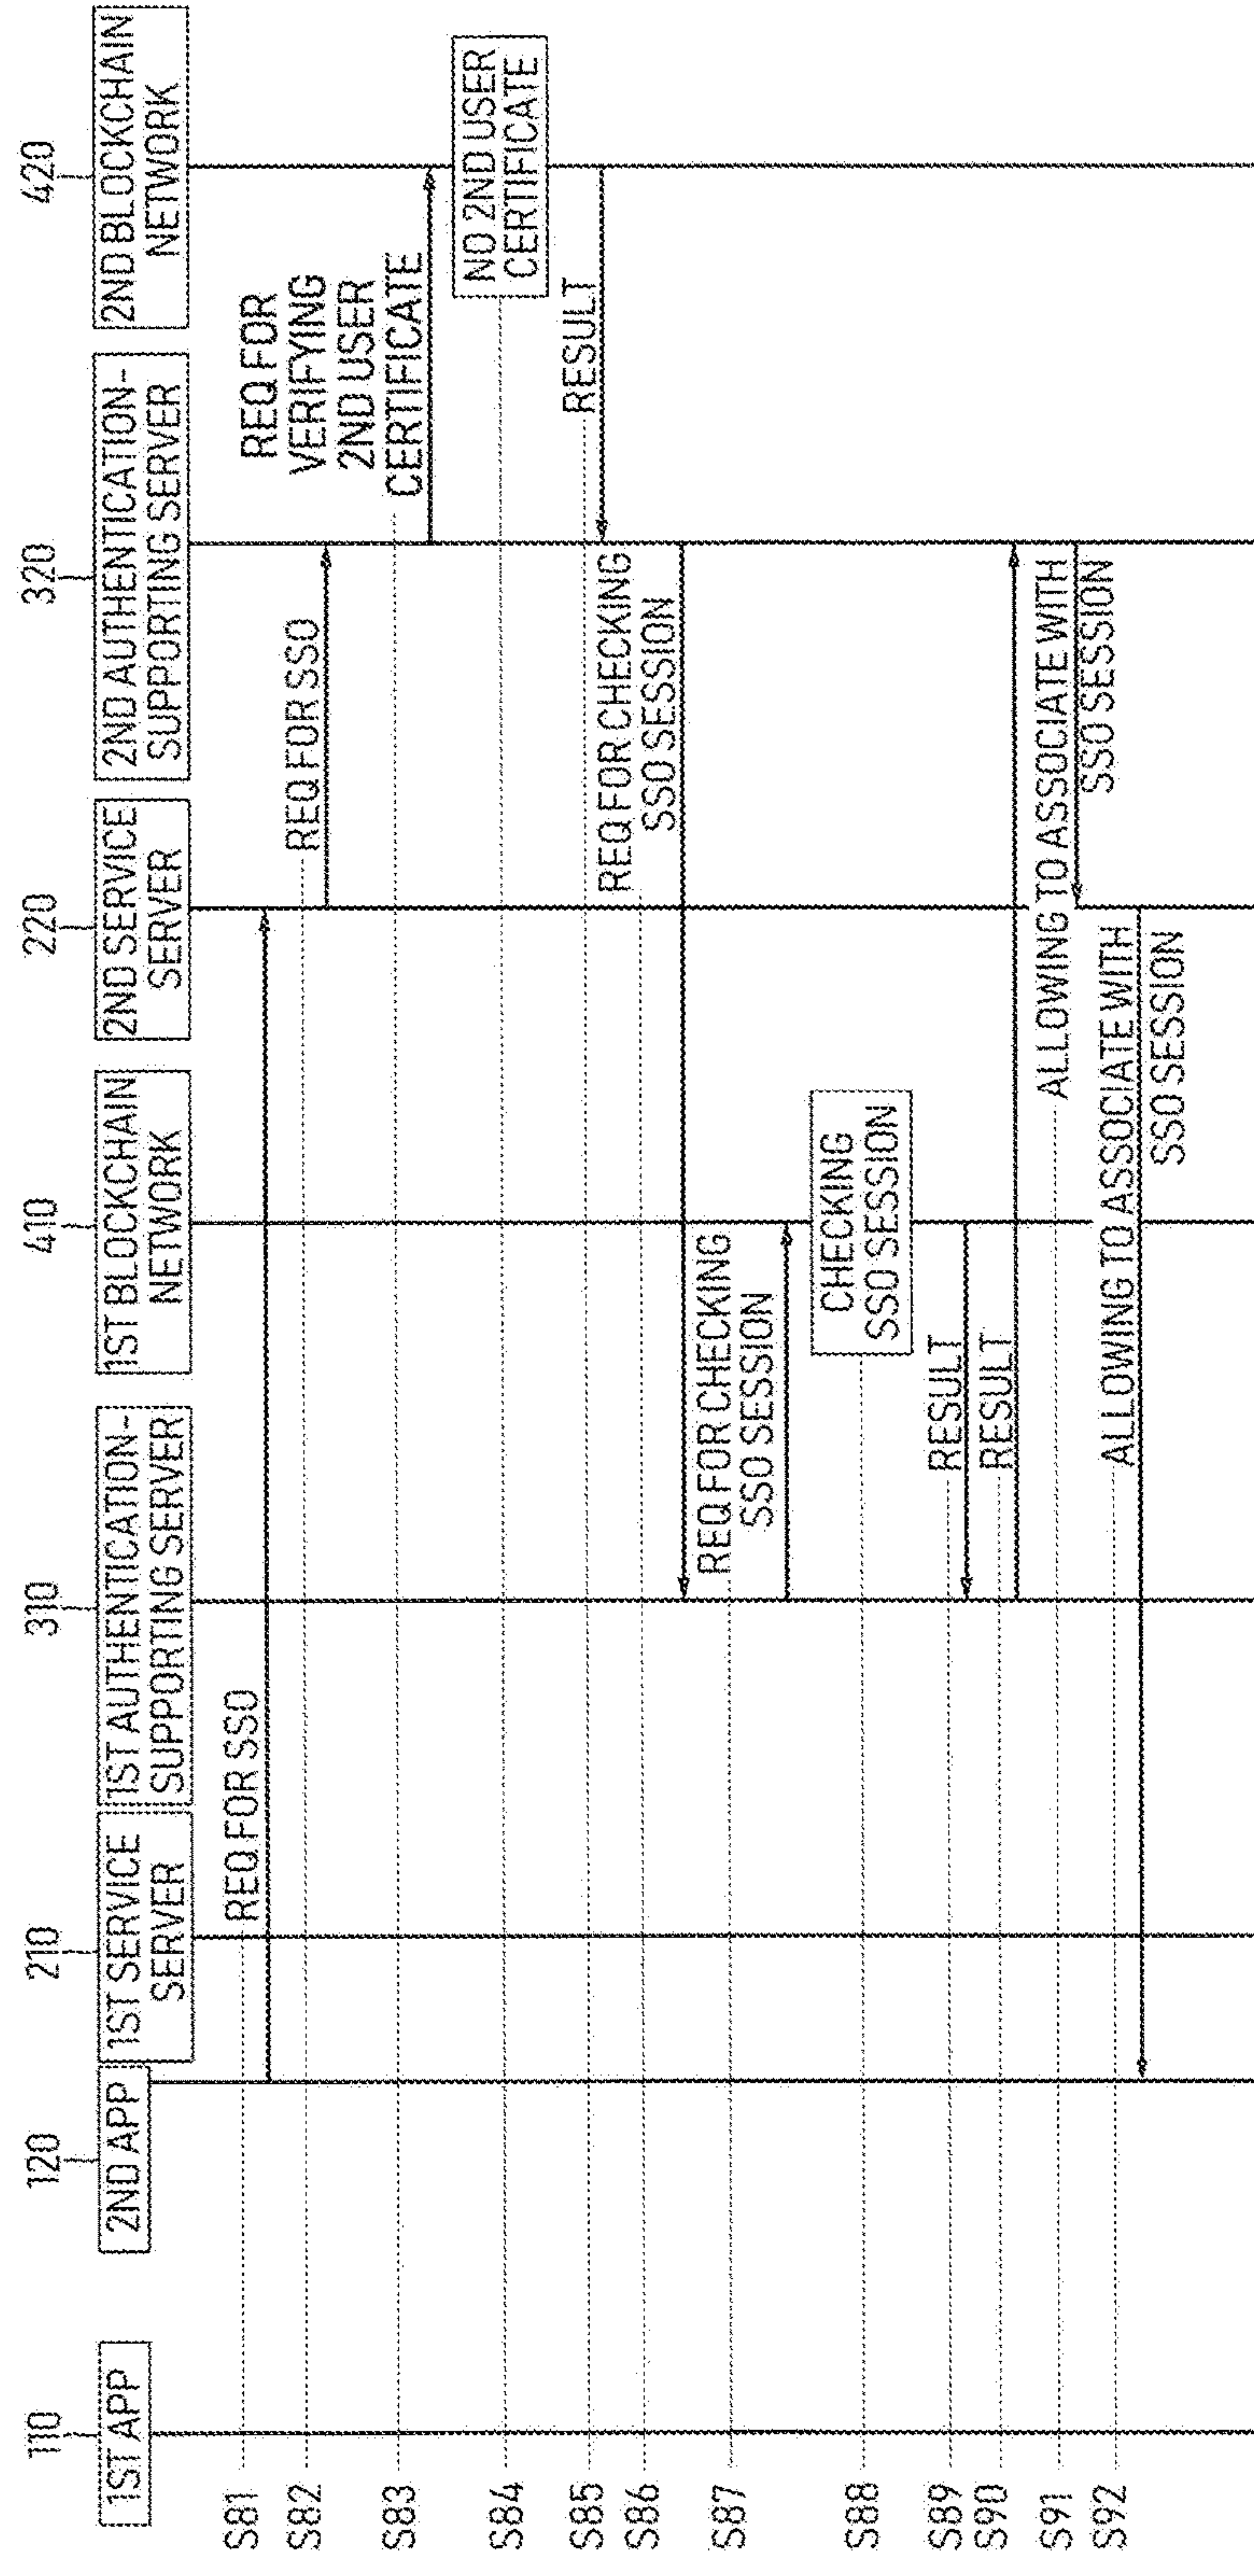 110
120
210
310
410
220
320
420
1ST APP
2ND APP
1ST SERVICE
SERVER
1ST AUTHENTICATION-
SUPPORTING SERVER
1ST BLOCKCHAIN
NETWORK
2ND SERVICE
SERVER
2ND AUTHENTICATION-
SUPPORTING SERVER
2ND BLOCKCHAIN
NETWORK
S81
REQ FOR SSO
S82
REQ FOR SSO
S83
REQ FOR
VERIFYING
2ND USER
CERTIFICATE
S84
NO 2ND USER
CERTIFICATE
S85
RESULT
S86
REQ FOR CHECKING
SSO SESSION
S87
REQ FOR CHECKING
SSO SESSION
S88
CHECKING
SSO SESSION
S89
RESULT
S90
RESULT
S91
ALLOWING TO ASSOCIATE WITH
SSO SESSION
S92
ALLOWING TO ASSOCIATE WITH
SSO SESSION